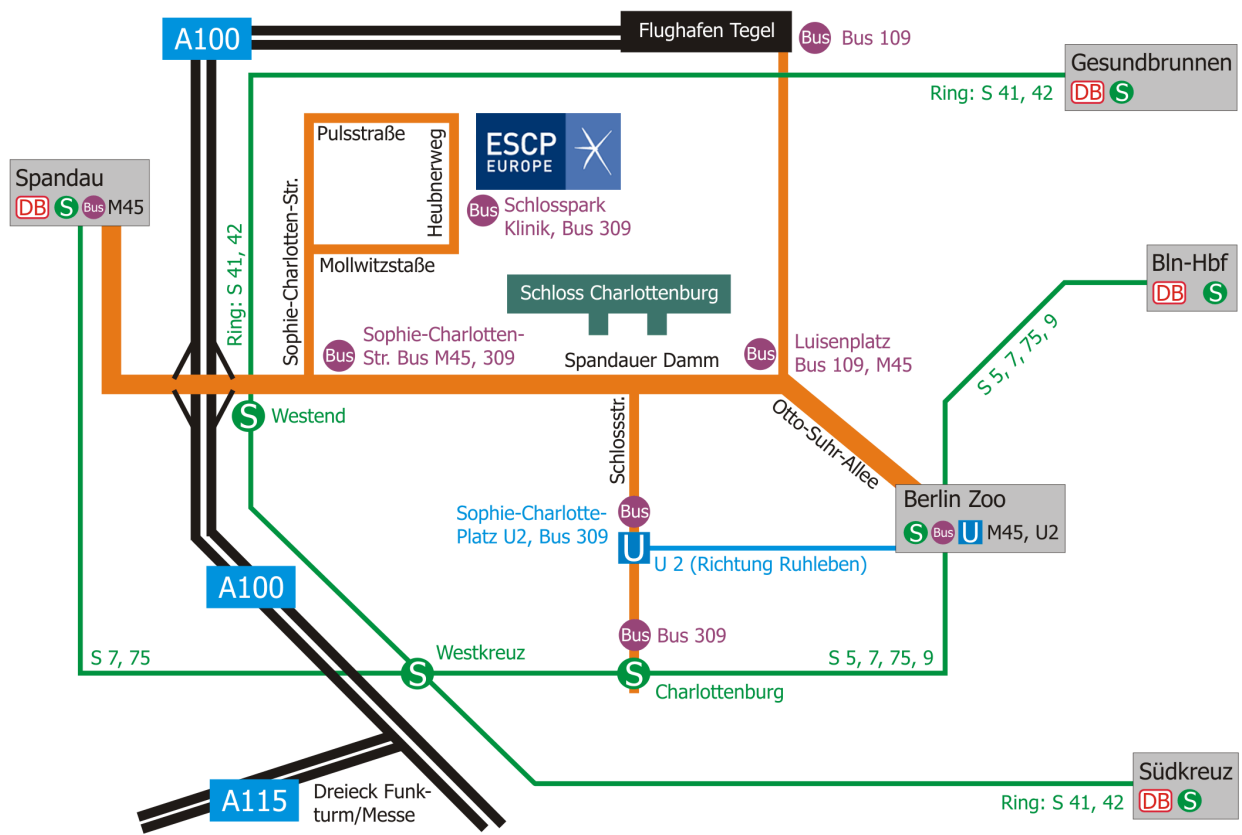 A100
Flughafen Tegel
Bus Bus 109
Gesundbrunnen
DB S
Ring: S 41, 42
Pulsstraße
Heubnerweg
ESCP
EUROPE
Spandau
DB S Bus M45
Sophie-Charlotten-Str.
Bus Schlosspark
Klinik, Bus 309
Ring: S 41, 42
Mollwitzstaße
Bln-Hbf
DB S
Schloss Charlottenburg
S 5, 7, 75, 9
Bus Sophie-Charlotten-
Str. Bus M45, 309
Spandauer Damm
Bus Luisenplatz
Bus 109, M45
S Westend
Schlossstr.
Otto-Suhr-Allee
Berlin Zoo
S Bus U M45, U2
Sophie-Charlotte-
Platz U2, Bus 309
Bus
U
U 2 (Richtung Ruhleben)
A100
Bus Bus 309
S 7, 75
Westkreuz
S
S
Charlottenburg
S 5, 7, 75, 9
A115
Dreieck Funk-
turm/Messe
Südkreuz
DB S
Ring: S 41, 42